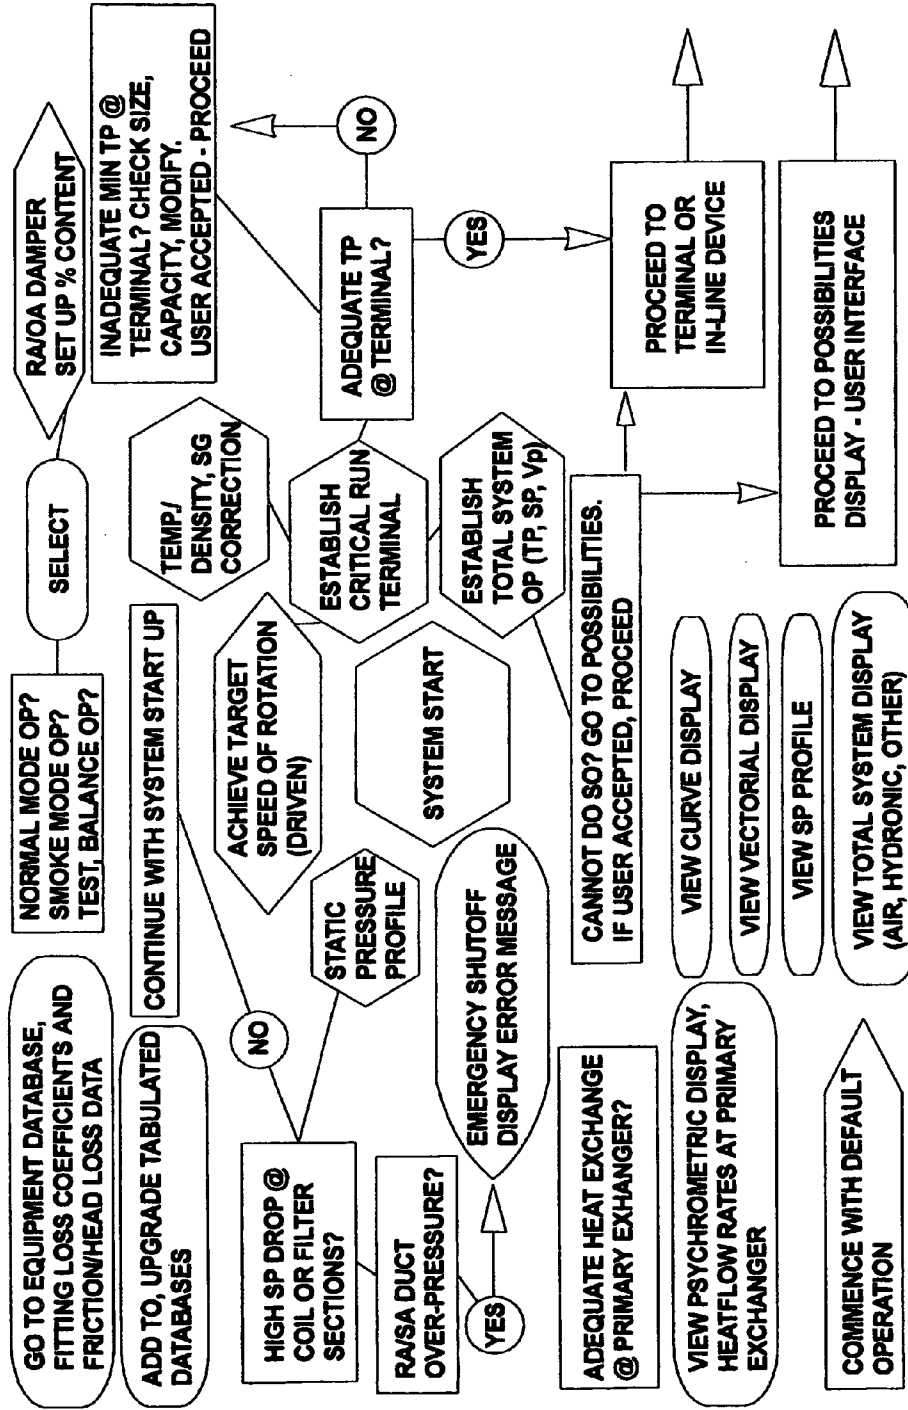 GO TO EQUIPMENT DATABASE,
FITTING LOSS COEFFICIENTS AND
FRICTION/HEAD LOSS DATA
NORMAL MODE OP?
SMOKE MODE OP?
TEST, BALANCE OP?
SELECT
RA/OA DAMPER
SET UP % CONTENT
ADD TO, UPGRADE TABULATED
DATABASES
CONTINUE WITH SYSTEM START UP
TEMP./
DENSITY, SG
CORRECTION
INADEQUATE MIN TP @
TERMINAL? CHECK SIZE,
CAPACITY, MODIFY.
USER ACCEPTED - PROCEED
NO
ACHIEVE TARGET
SPEED OF ROTATION
(DRIVEN)
HIGH SP DROP @
COIL OR FILTER
SECTIONS?
STATIC
PRESSURE
PROFILE
ESTABLISH
CRITICAL RUN
TERMINAL
ADEQUATE TP
@ TERMINAL?
NO
RA/SA DUCT
OVER-PRESSURE?
YES
EMERGENCY SHUTOFF
DISPLAY ERROR MESSAGE
SYSTEM START
ESTABLISH
TOTAL SYSTEM
OP (TP, SP, Vp)
YES
ADEQUATE HEAT EXCHANGE
@ PRIMARY EXHANGER?
CANNOT DO SO? GO TO POSSIBILITIES.
IF USER ACCEPTED, PROCEED
PROCEED TO
TERMINAL OR
IN-LINE DEVICE
VIEW PSYCHROMETRIC DISPLAY,
HEATFLOW RATES AT PRIMARY
EXCHANGER
VIEW CURVE DISPLAY
VIEW VECTORIAL DISPLAY
VIEW SP PROFILE
PROCEED TO POSSIBILITIES
DISPLAY - USER INTERFACE
COMMENCE WITH DEFAULT
OPERATION
VIEW TOTAL SYSTEM DISPLAY
(AIR, HYDRONIC, OTHER)